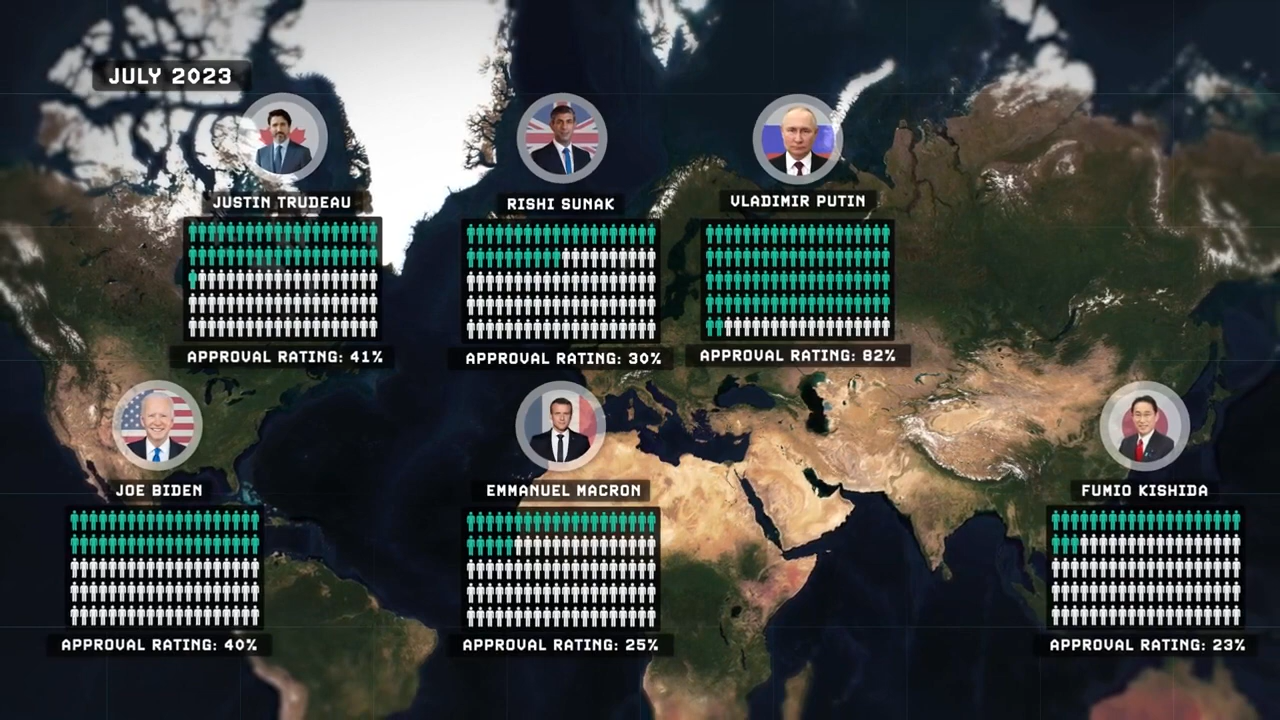 JULY 2023
JUSTIN TRUDEAU
APPROVAL RATING: 41%
RISHI SUNAK
APPROVAL RATING: 30%
VLADIMIR PUTIN
APPROVAL RATING: 82%
JOE BIDEN
APPROVAL RATING: 40%
EMMANUEL MACRON
APPROVAL RATING: 25%
FUMIO KISHIDA
APPROVAL RATING: 23%